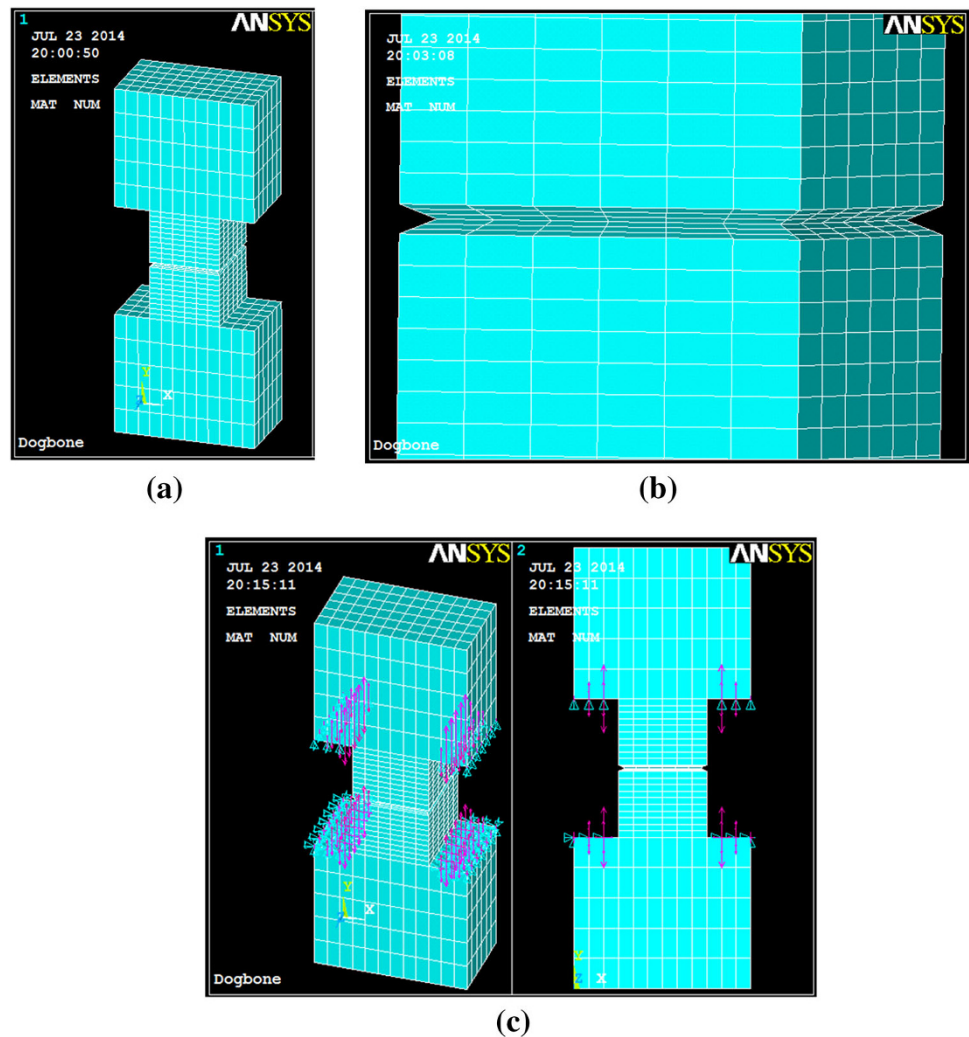 1
ANSYS
JUL 23 2014
20:00:50
ELEMENTS
MAT NUM
Y
X
Z
Dogbone
(a)
ANSYS
JUL 23 2014
20:03:08
ELEMENTS
MAT NUM
Dogbone
(b)
1
ANSYS
JUL 23 2014
20:15:11
ELEMENTS
MAT NUM
Y
X
Z
Dogbone
2
ANSYS
JUL 23 2014
20:15:11
ELEMENTS
MAT NUM
Y
Z X
(c)